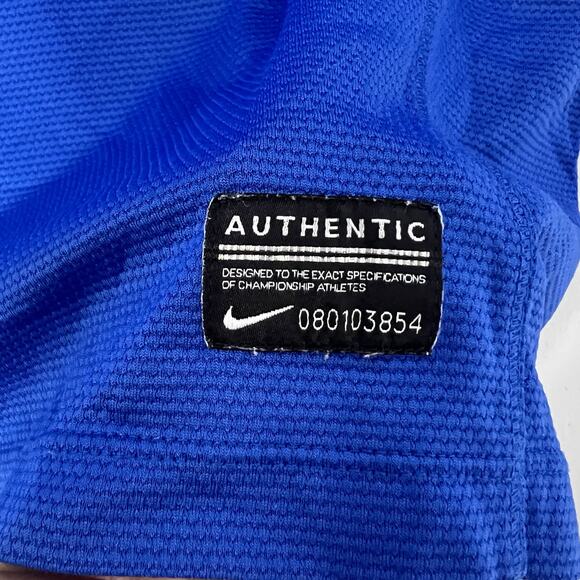 AUTHENTIC
DESIGNED TO THE EXACT SPECIFICATIONS
OF CHAMPIONSHIP ATHLETES
080103854